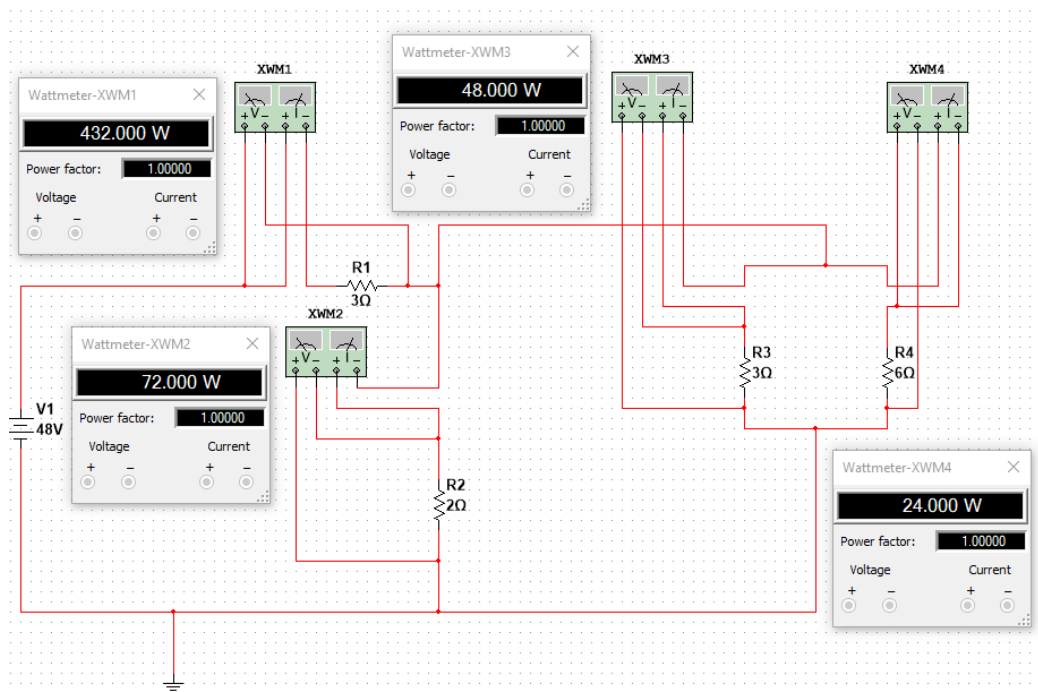 Wattmeter-XWM1
432.000 W
Power factor: 1.00000
Voltage Current
+ − + −
XWM1
+V− +I−
Wattmeter-XWM3
48.000 W
Power factor: 1.00000
Voltage Current
+ − + −
XWM3
+V− +I−
XWM4
+V− +I−
R1
3Ω
XWM2
+V− +I−
Wattmeter-XWM2
72.000 W
Power factor: 1.00000
Voltage Current
+ − + −
V1
48V
R2
2Ω
R3
3Ω
R4
6Ω
Wattmeter-XWM4
24.000 W
Power factor: 1.00000
Voltage Current
+ − + −